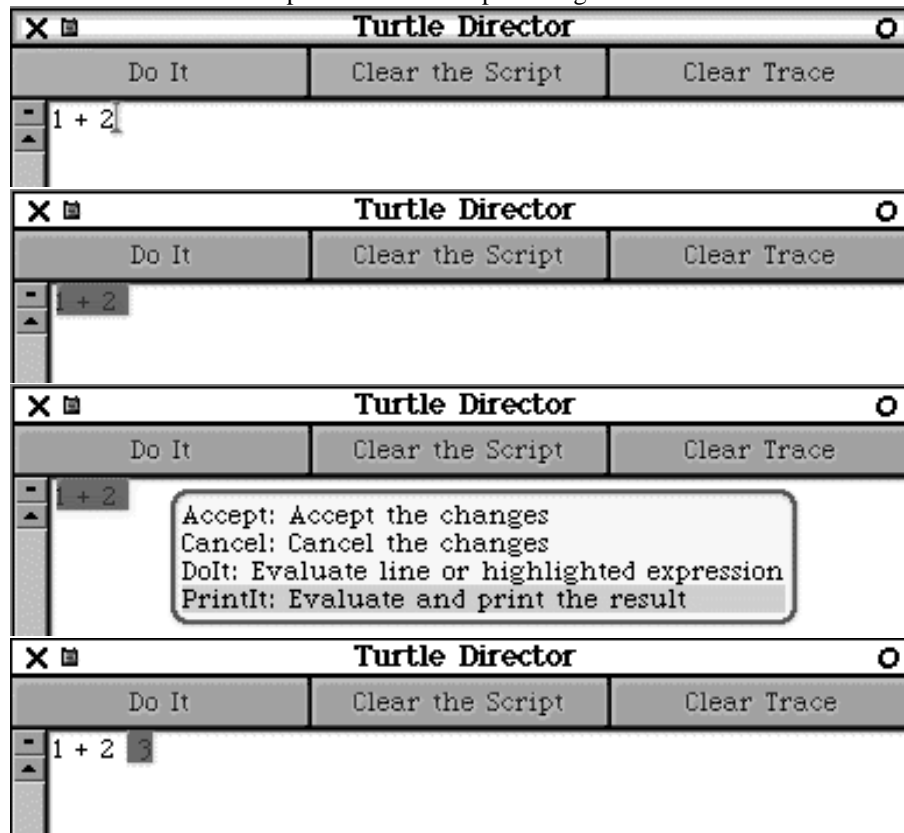 Turtle Director
Do It Clear the Script Clear Trace
1 + 2
Turtle Director
Do It Clear the Script Clear Trace
1 + 2
Turtle Director
Do It Clear the Script Clear Trace
1 + 2
Accept: Accept the changes
Cancel: Cancel the changes
DoIt: Evaluate line or highlighted expression
PrintIt: Evaluate and print the result
Turtle Director
Do It Clear the Script Clear Trace
1 + 2 3